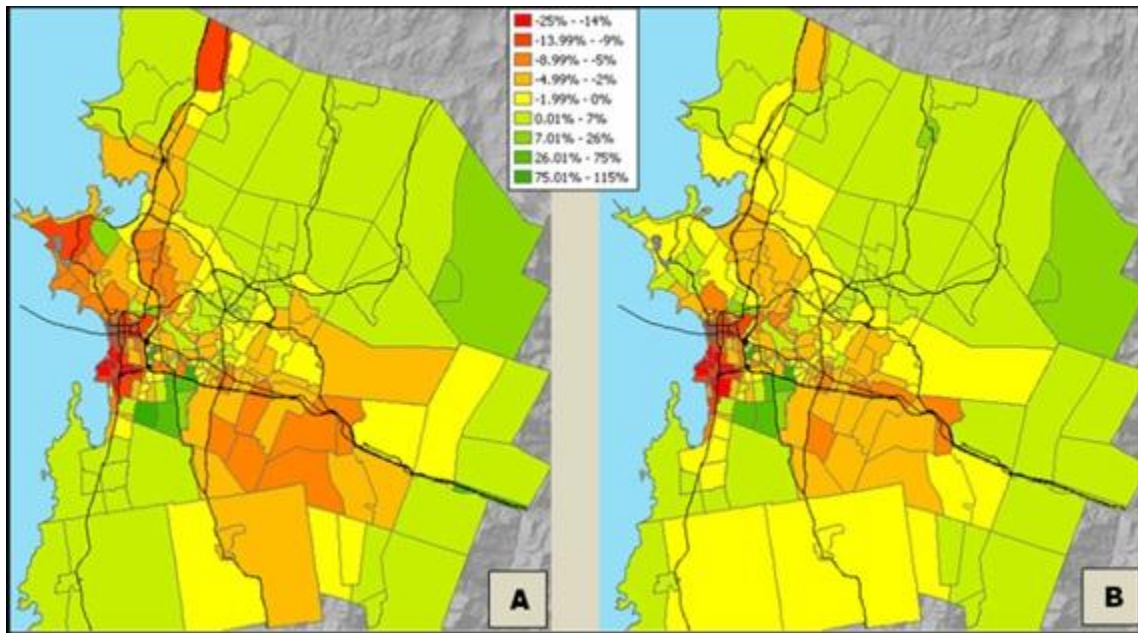 -25% - -14%
-13.99% - -9%
-8.99% - -5%
-4.99% - -2%
-1.99% - 0%
0.01% - 7%
7.01% - 26%
26.01% - 75%
75.01% - 115%
A
B